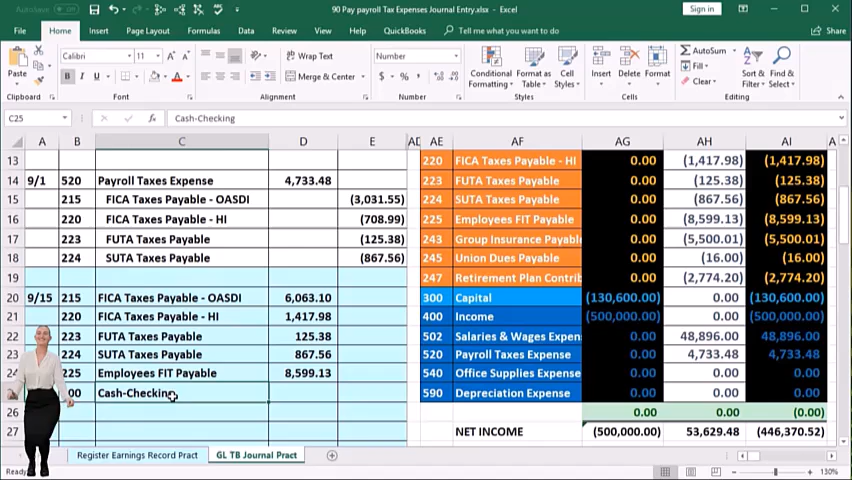 AutoSave Off 90 Pay payroll Tax Expenses Journal Entry.xlsx - Excel Sign in
File Home Insert Page Layout Formulas Data Review View Help QuickBooks Tell me what you want to do Share
Paste Calibri 11 A A Wrap Text Number Conditional Formatting Format as Table Cell Styles Insert Delete Format AutoSum Sort & Filter Find & Select
B I U A Merge & Center $ % Fill Clear
Clipboard Font Alignment Number Styles Cells Editing
C25 fx Cash-Checking
A B C D E AD AE AF AG AH AI A
13 220 FICA Taxes Payable - HI 0.00 (1,417.98) (1,417.98)
14 9/1 520 Payroll Taxes Expense 4,733.48 223 FUTA Taxes Payable 0.00 (125.38) (125.38)
15 215 FICA Taxes Payable - OASDI (3,031.55) 224 SUTA Taxes Payable 0.00 (867.56) (867.56)
16 220 FICA Taxes Payable - HI (708.99) 225 Employees FIT Payable 0.00 (8,599.13) (8,599.13)
17 223 FUTA Taxes Payable (125.38) 243 Group Insurance Payabl 0.00 (5,500.01) (5,500.01)
18 224 SUTA Taxes Payable (867.56) 245 Union Dues Payable 0.00 (16.00) (16.00)
19 247 Retirement Plan Contrib 0.00 (2,774.20) (2,774.20)
20 9/15 215 FICA Taxes Payable - OASDI 6,063.10 300 Capital (130,600.00) 0.00 (130,600.00)
21 220 FICA Taxes Payable - HI 1,417.98 400 Income (500,000.00) 0.00 (500,000.00)
22 223 FUTA Taxes Payable 125.38 502 Salaries & Wages Expen 0.00 48,896.00 48,896.00
23 224 SUTA Taxes Payable 867.56 520 Payroll Taxes Expense 0.00 4,733.48 4,733.48
24 225 Employees FIT Payable 8,599.13 540 Office Supplies Expense 0.00 0.00 0.00
00 Cash-Checking 590 Depreciation Expense 0.00 0.00 0.00
26 0.00 0.00 (0.00)
27 NET INCOME (500,000.00) 53,629.48 (446,370.52)
Register Earnings Record Pract GL TB Journal Pract
Ready 130%